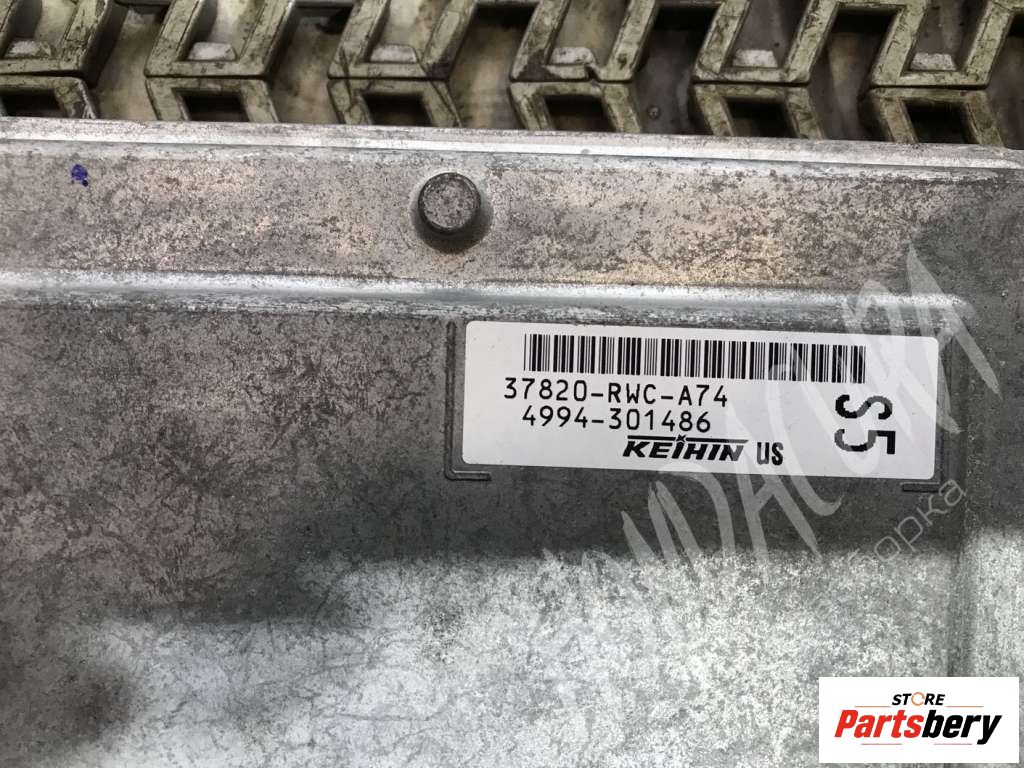 37820-RWC-A74
4994-301486
KEIHIN US
S5
STORE
Partsbery